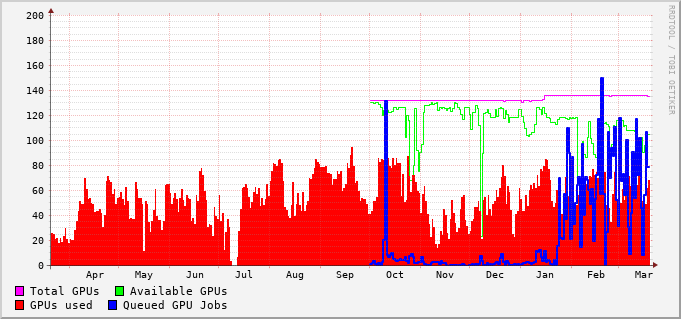 200
180
160
140
120
100
80
60
40
20
0
Apr May Jun Jul Aug Sep Oct Nov Dec Jan Feb Mar
Total GPUs Available GPUs
GPUs used Queued GPU Jobs
RRDTOOL / TOBI OETIKER